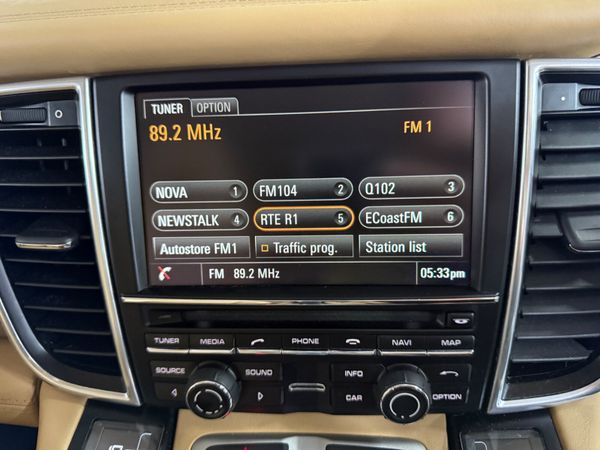 TUNER OPTION
89.2 MHz FM 1
NOVA 1 FM104 2 Q102 3
NEWSTALK 4 RTE R1 5 ECoastFM 6
Autostore FM1 Traffic prog. Station list
FM 89.2 MHz 05:33pm
TUNER MEDIA PHONE NAVI MAP
SOURCE SOUND INFO
CAR OPTION